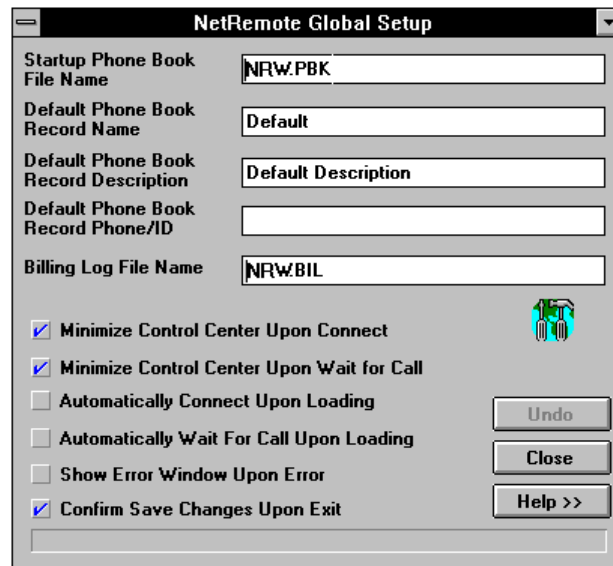 NetRemote Global Setup
Startup Phone Book
File Name
NRW.PBK
Default Phone Book
Record Name
Default
Default Phone Book
Record Description
Default Description
Default Phone Book
Record Phone/ID
Billing Log File Name
NRW.BIL
Minimize Control Center Upon Connect
Minimize Control Center Upon Wait for Call
Automatically Connect Upon Loading
Automatically Wait For Call Upon Loading
Show Error Window Upon Error
Confirm Save Changes Upon Exit
Undo
Close
Help >>